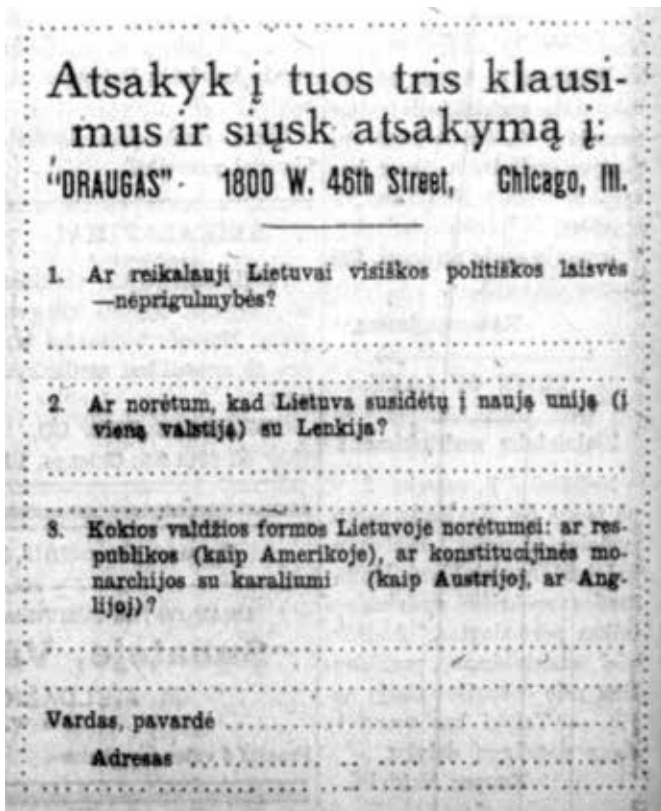 Atsakyk į tuos tris klausi-
mus ir siųsk atsakymą į:
"DRAUGAS" - 1800 W. 46th Street, Chicago, Ill.
1. Ar reikalauji Lietuvai visiškos politiškos laisvės
—neprigulmybės?
2. Ar norėtum, kad Lietuva susidėtų į naują uniją (į
vieną valstiją) su Lenkija?
3. Kokios valdžios formos Lietuvoje norėtumei: ar res-
publikos (kaip Amerikoje), ar konstitucijinės mo-
narchijos su karaliumi (kaip Austrijoj, ar Ang-
lijoj)?
Vardas, pavardė
Adresas